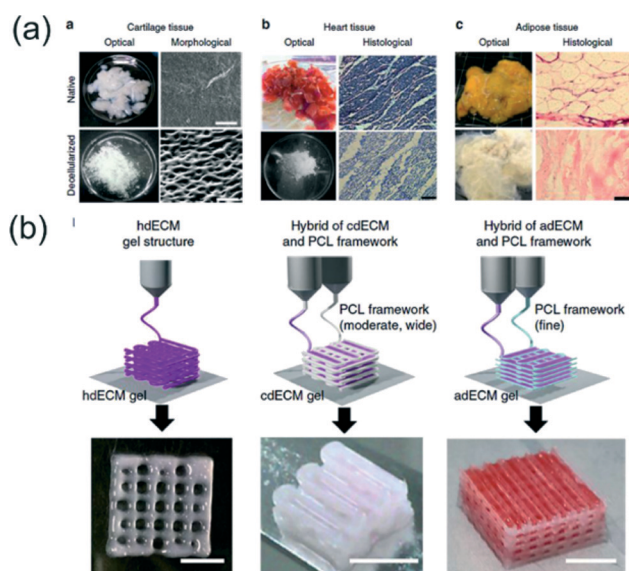 (a)
a Cartilage tissue
Optical Morphological
b Heart tissue
Optical Histological
c Adipose tissue
Optical Histological
Native
Decellularized
(b)
hdECM
gel structure
Hybrid of cdECM
and PCL framework
Hybrid of adECM
and PCL framework
PCL framework
(moderate, wide)
PCL framework
(fine)
hdECM gel
cdECM gel
adECM gel